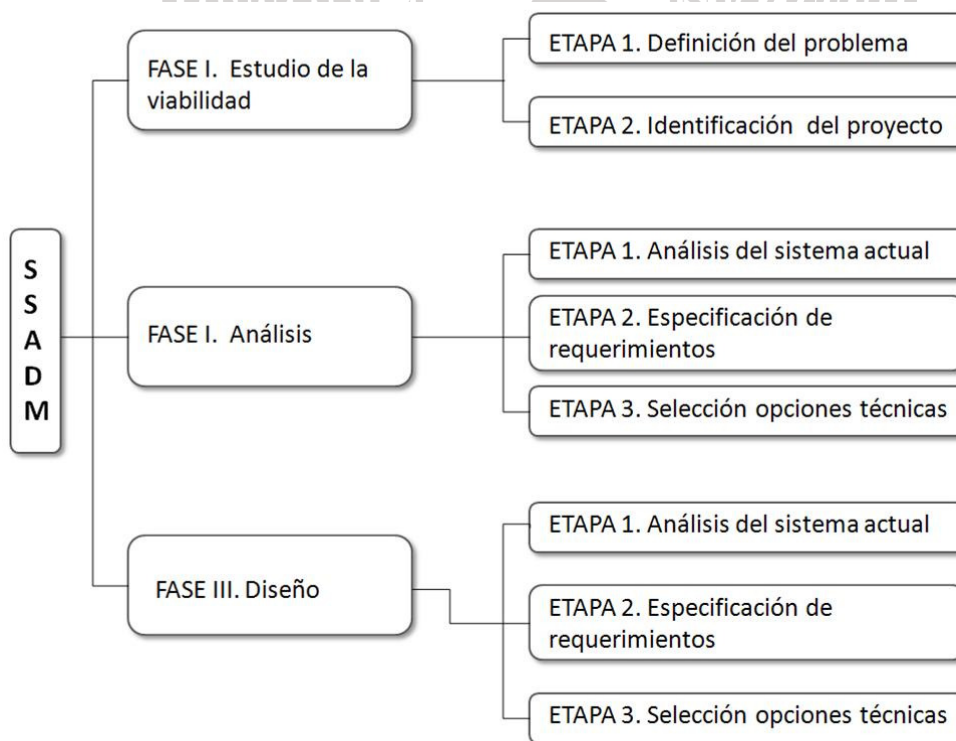 SSADM
FASE I. Estudio de la
viabilidad
ETAPA 1. Definición del problema
ETAPA 2. Identificación del proyecto
FASE I. Análisis
ETAPA 1. Análisis del sistema actual
ETAPA 2. Especificación de
requerimientos
ETAPA 3. Selección opciones técnicas
FASE III. Diseño
ETAPA 1. Análisis del sistema actual
ETAPA 2. Especificación de
requerimientos
ETAPA 3. Selección opciones técnicas